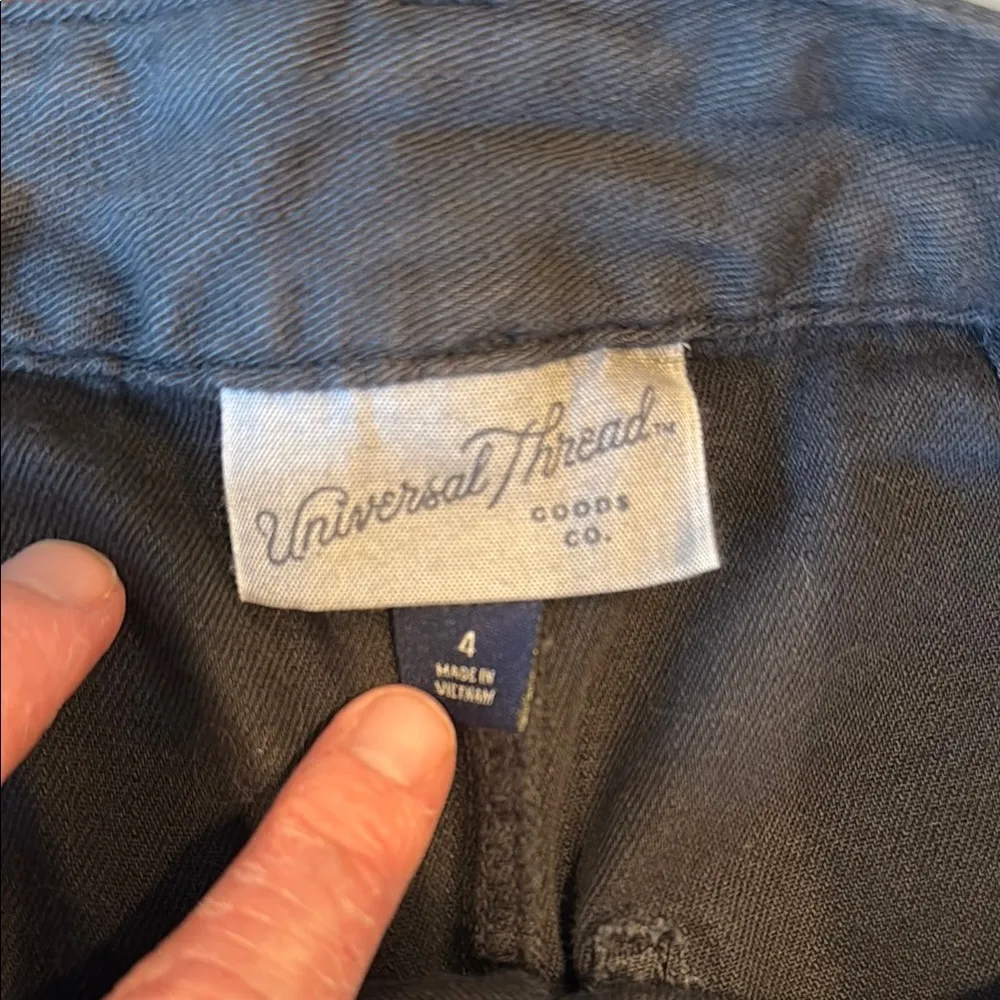 Universal Thread™
GOODS
CO.
4
MADE IN
VIETNAM